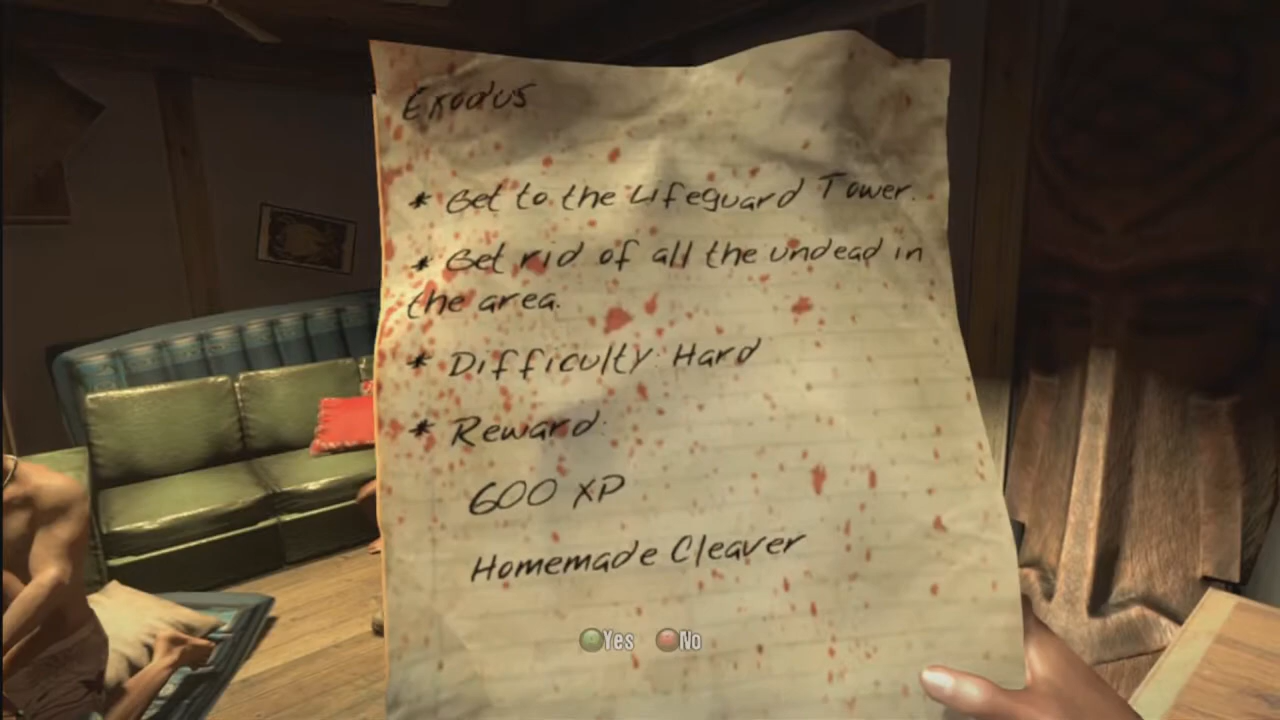 Exodus
* Get to the Lifeguard Tower.
* Get rid of all the undead in
the area.
* Difficulty: Hard
* Reward:
600 XP
Homemade Cleaver
Yes No